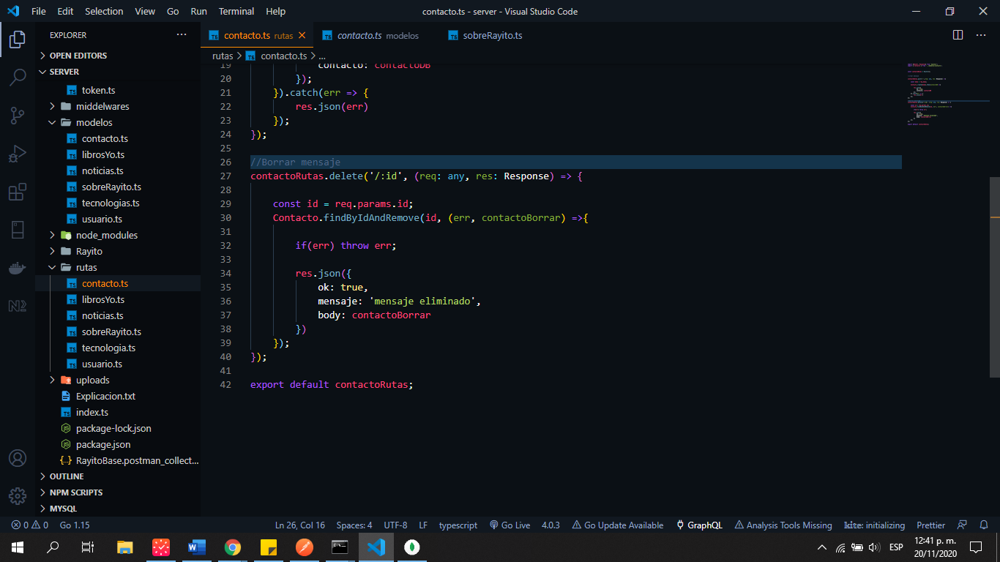 File Edit Selection View Go Run Terminal Help contacto.ts - server - Visual Studio Code
EXPLORER
contacto.ts rutas
contacto.ts modelos
sobreRayito.ts
OPEN EDITORS
SERVER
token.ts
middelwares
modelos
contacto.ts
librosYo.ts
noticias.ts
sobreRayito.ts
tecnologias.ts
usuario.ts
node_modules
Rayito
rutas
contacto.ts
librosYo.ts
noticias.ts
sobreRayito.ts
tecnologia.ts
usuario.ts
uploads
Explicacion.txt
index.ts
package-lock.json
package.json
RayitoBase.postman_collect...
OUTLINE
NPM SCRIPTS
MYSQL
rutas > contacto.ts > ...
19 contacto: contactoDB
20 });
21 }).catch(err => {
22 res.json(err)
23 });
24 });
25
26 //Borrar mensaje
27 contactoRutas.delete('/:id', (req: any, res: Response) => {
28
29 const id = req.params.id;
30 Contacto.findByIdAndRemove(id, (err, contactoBorrar) =>{
31
32 if(err) throw err;
33
34 res.json({
35 ok: true,
36 mensaje: 'mensaje eliminado',
37 body: contactoBorrar
38 })
39 });
40 });
41
42 export default contactoRutas;
0 0 Go 1.15 Ln 26, Col 16 Spaces: 4 UTF-8 LF typescript Go Live 4.0.3 Go Update Available GraphQL Analysis Tools Missing kite: initializing Prettier
ESP
12:41 p. m.
20/11/2020